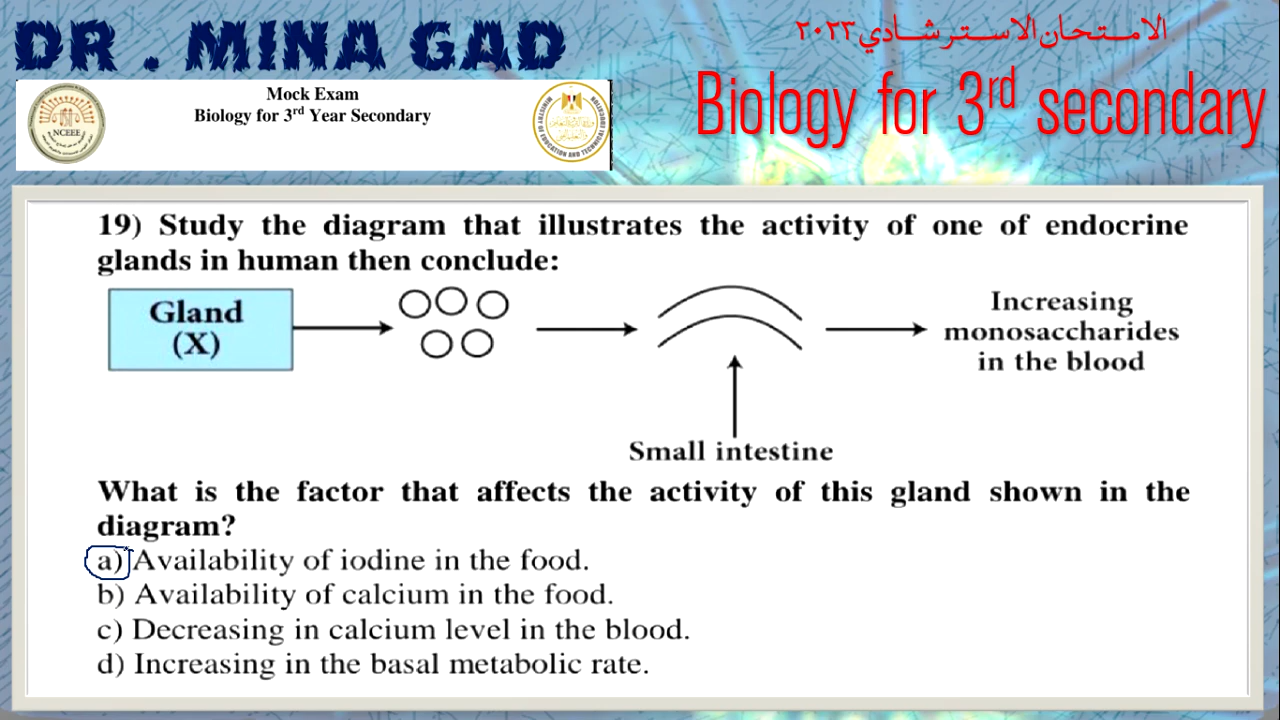 DR . MINA GAD
الامتحان الاسترشادي ٢٠٢٣
Mock Exam
Biology for 3rd Year Secondary
NCEEE
Biology for 3rd secondary
19) Study the diagram that illustrates the activity of one of endocrine
glands in human then conclude:
Gland
(X)
Increasing
monosaccharides
in the blood
Small intestine
What is the factor that affects the activity of this gland shown in the
diagram?
a) Availability of iodine in the food.
b) Availability of calcium in the food.
c) Decreasing in calcium level in the blood.
d) Increasing in the basal metabolic rate.